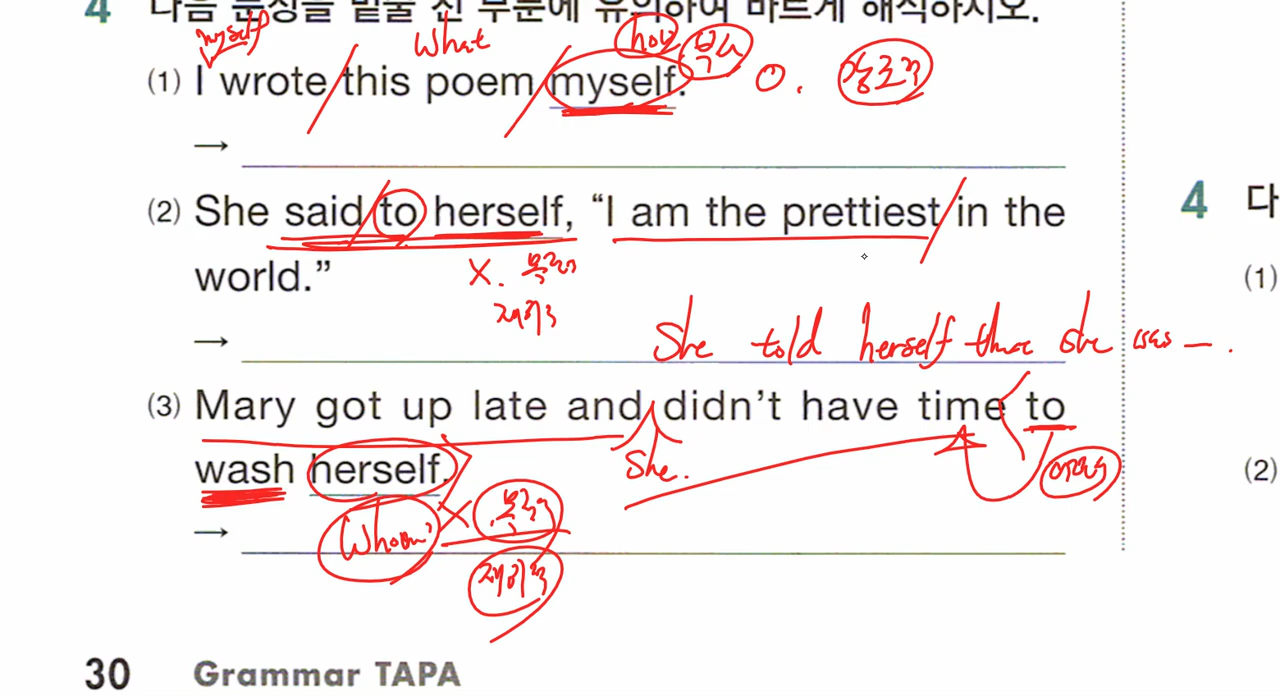 4 다음 문장을 밑줄 친 부분에 유의하여 바르게 해석하시오.
myself What how 부사
(1) I wrote this poem myself. O. 강조적
→
(2) She said to herself, “I am the prettiest in the
world.” X. 목적어
재귀적
→ She told herself that she was — .
(3) Mary got up late and didn't have time to
wash herself. She.
→ Whom? X 목적어
재귀적
4 다
(1)
(2)
30 Grammar TAPA